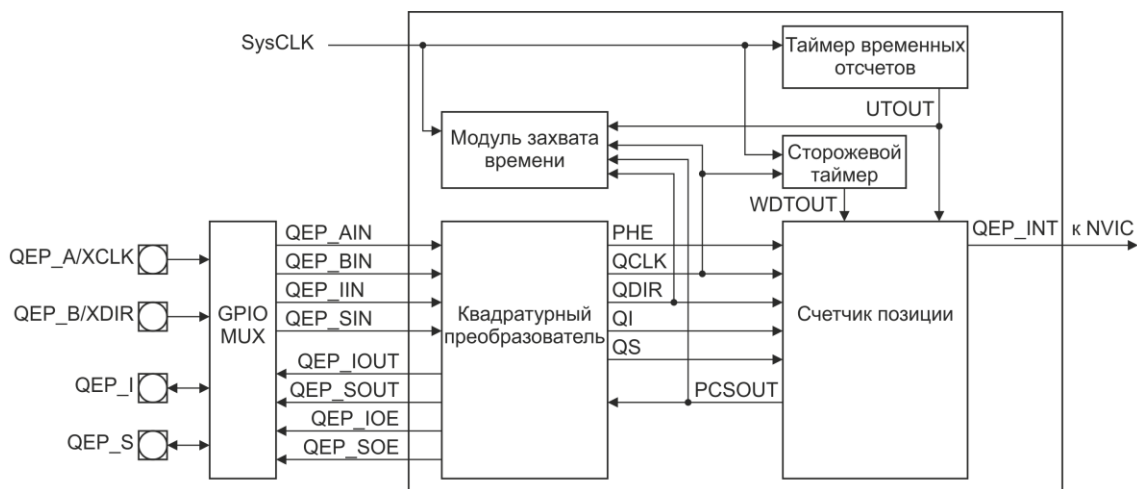 SysCLK
Таймер временных
отсчетов
UTOUT
Модуль захвата
времени
Сторожевой
таймер
WDTOUT
QEP_A/XCLK
QEP_B/XDIR
QEP_I
QEP_S
GPIO
MUX
QEP_AIN
QEP_BIN
QEP_IIN
QEP_SIN
QEP_IOUT
QEP_SOUT
QEP_IOE
QEP_SOE
Квадратурный
преобразователь
PHE
QCLK
QDIR
QI
QS
PCSOUT
Счетчик позиции
QEP_INT к NVIC